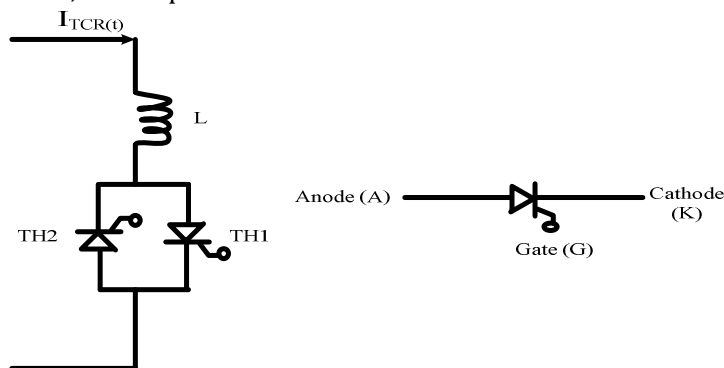 I_TCR(t)
L
TH2
TH1
Anode (A)
Cathode
(K)
Gate (G)